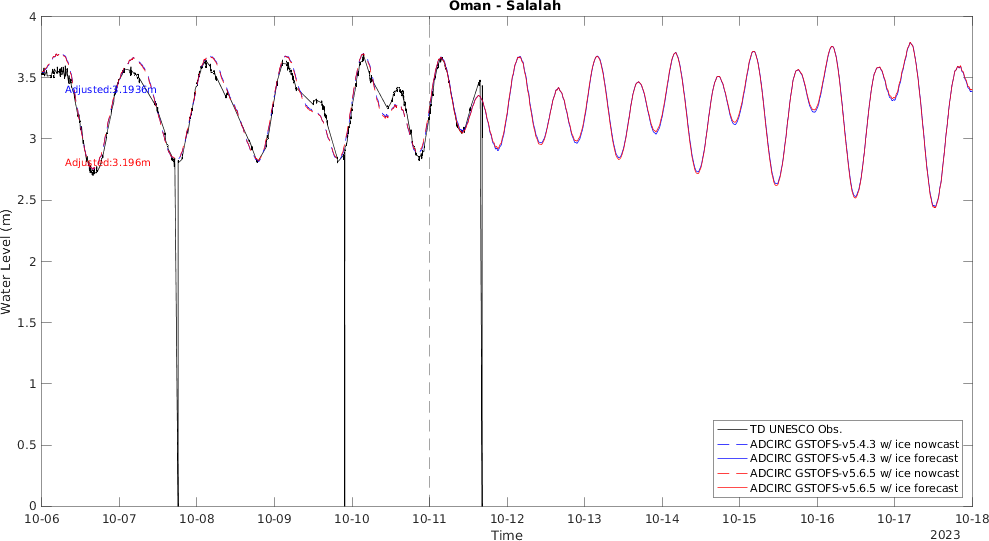 Oman - Salalah
4
3.5
3
2.5
2
1.5
1
0.5
0
Water Level (m)
Adjusted:3.1936m
Adjusted:3.196m
TD UNESCO Obs.
ADCIRC GSTOFS-v5.4.3 w/ ice nowcast
ADCIRC GSTOFS-v5.4.3 w/ ice forecast
ADCIRC GSTOFS-v5.6.5 w/ ice nowcast
ADCIRC GSTOFS-v5.6.5 w/ ice forecast
10-06 10-07 10-08 10-09 10-10 10-11 10-12 10-13 10-14 10-15 10-16 10-17 10-18
Time
2023